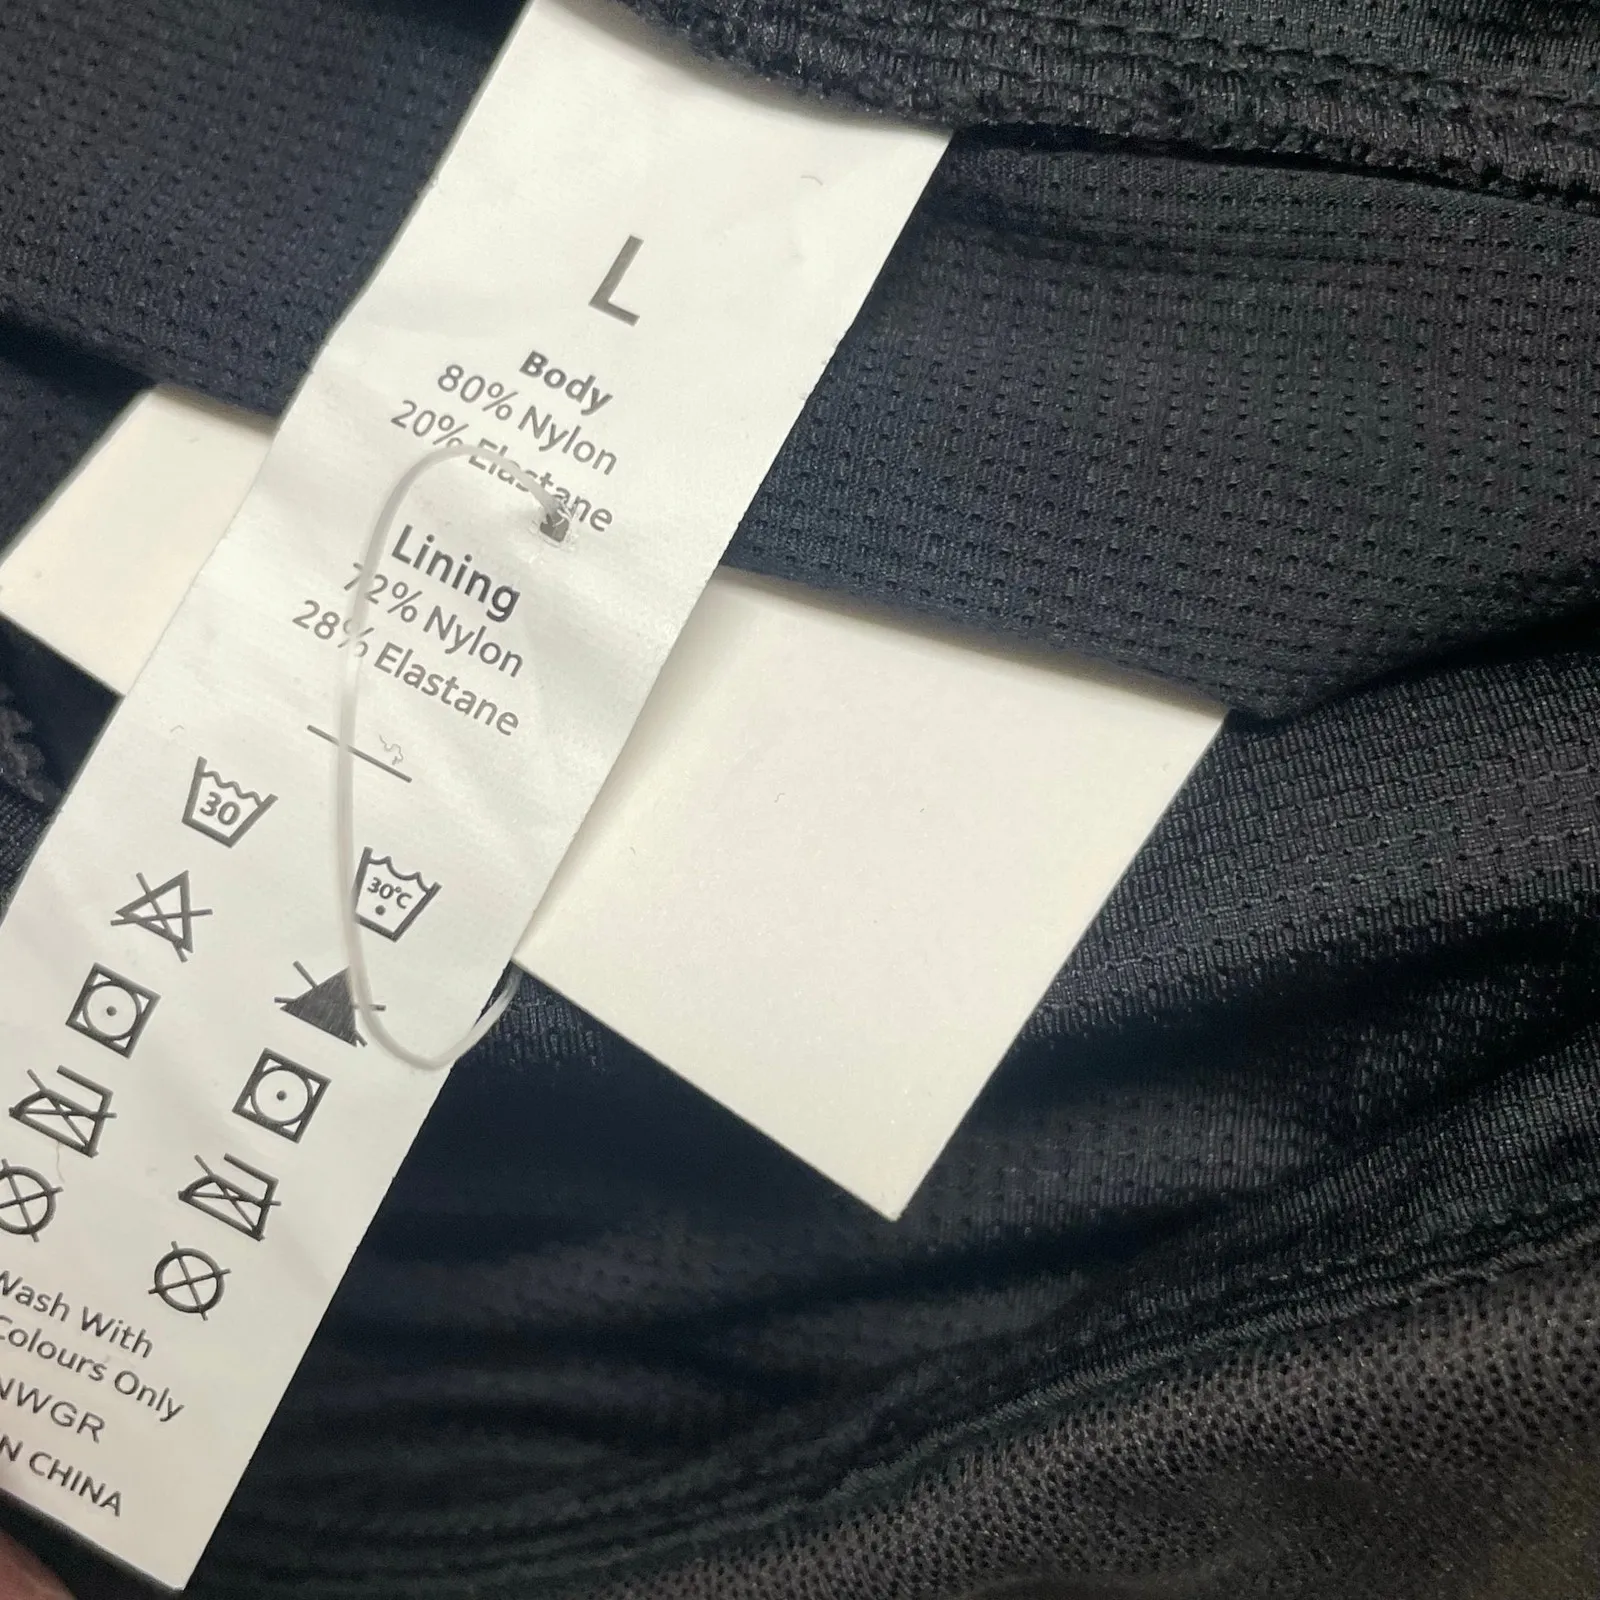 L
Body
80% Nylon
20% Elastane
Lining
72% Nylon
28% Elastane
30
30°C
Wash With
Colours Only
NWGR
N CHINA